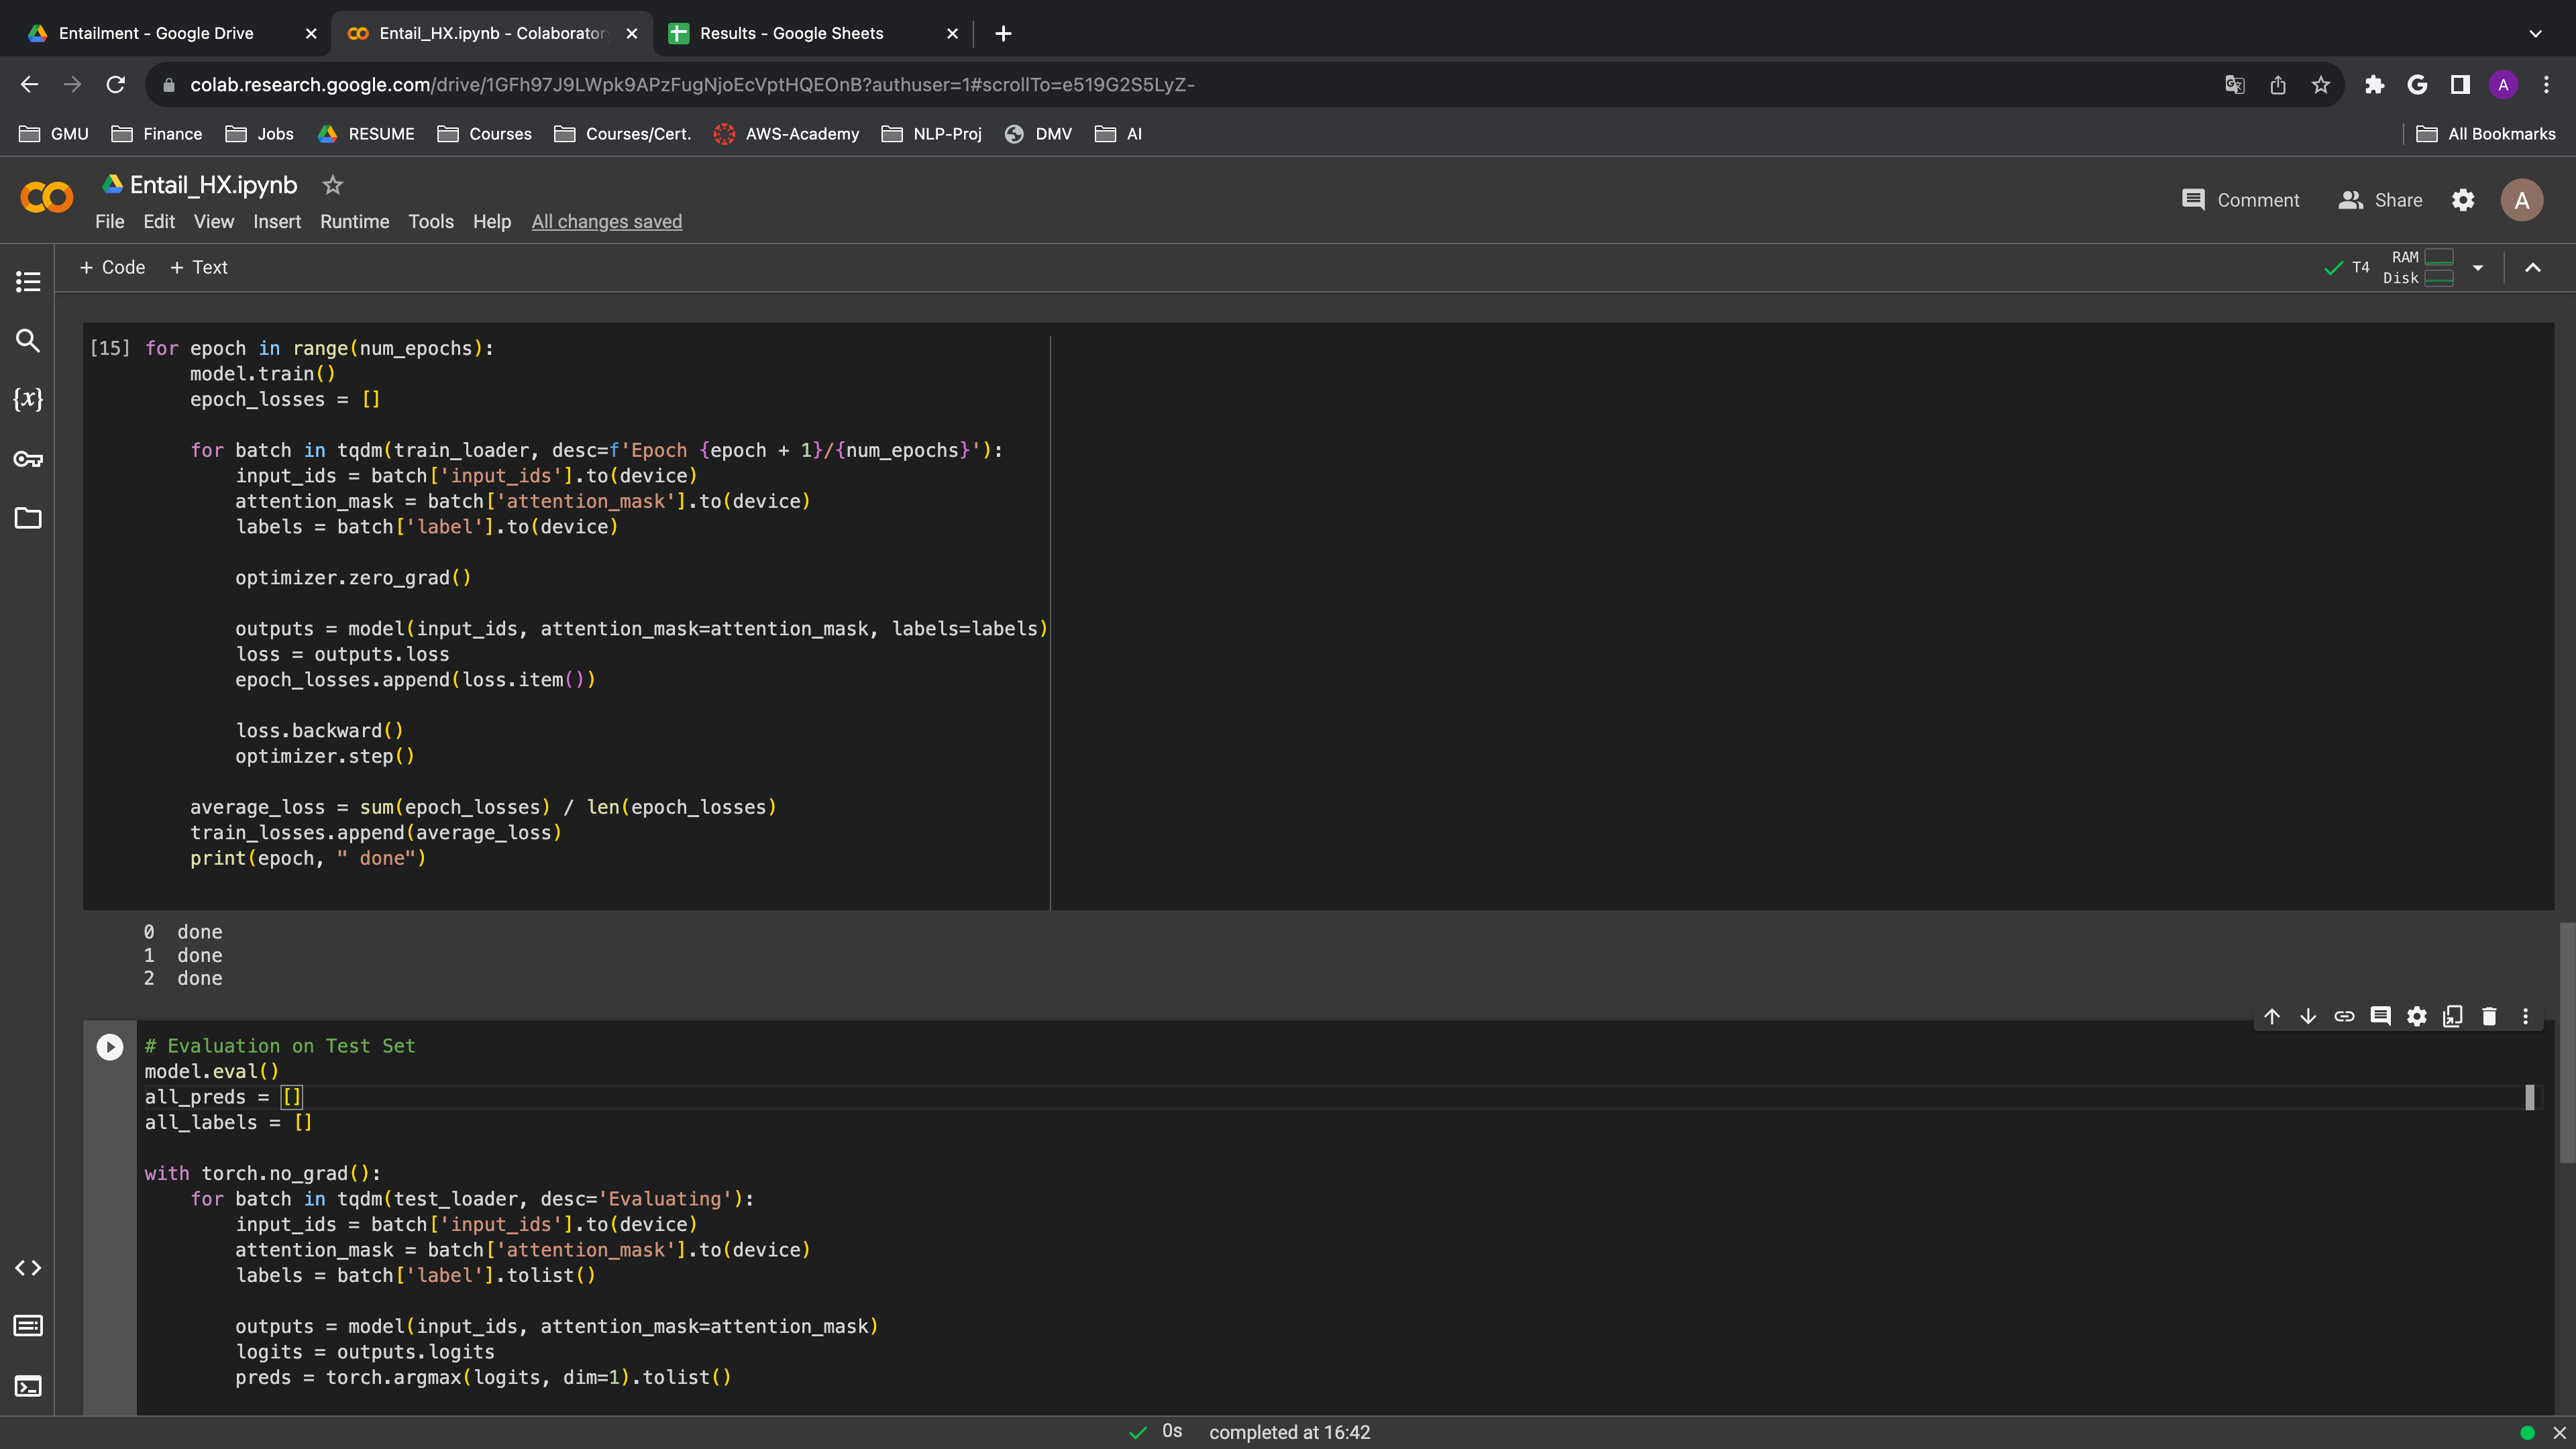 Entailment - Google Drive
Entail_HX.ipynb - Colaborator
Results - Google Sheets
colab.research.google.com/drive/1GFh97J9LWpk9APzFugNjoEcVptHQEOnB?authuser=1#scrollTo=e519G2S5LyZ-
A
GMU Finance Jobs RESUME Courses Courses/Cert. AWS-Academy NLP-Proj DMV AI All Bookmarks
Entail_HX.ipynb
Comment Share A
File Edit View Insert Runtime Tools Help All changes saved
+ Code + Text
T4 RAM
Disk
[15] for epoch in range(num_epochs):
    model.train()
    epoch_losses = []
    for batch in tqdm(train_loader, desc=f'Epoch {epoch + 1}/{num_epochs}'):
        input_ids = batch['input_ids'].to(device)
        attention_mask = batch['attention_mask'].to(device)
        labels = batch['label'].to(device)
        optimizer.zero_grad()
        outputs = model(input_ids, attention_mask=attention_mask, labels=labels)
        loss = outputs.loss
        epoch_losses.append(loss.item())
        loss.backward()
        optimizer.step()
    average_loss = sum(epoch_losses) / len(epoch_losses)
    train_losses.append(average_loss)
    print(epoch, " done")
0  done
1  done
2  done
# Evaluation on Test Set
model.eval()
all_preds = []
all_labels = []
with torch.no_grad():
    for batch in tqdm(test_loader, desc='Evaluating'):
        input_ids = batch['input_ids'].to(device)
        attention_mask = batch['attention_mask'].to(device)
        labels = batch['label'].tolist()
        outputs = model(input_ids, attention_mask=attention_mask)
        logits = outputs.logits
        preds = torch.argmax(logits, dim=1).tolist()
0s completed at 16:42